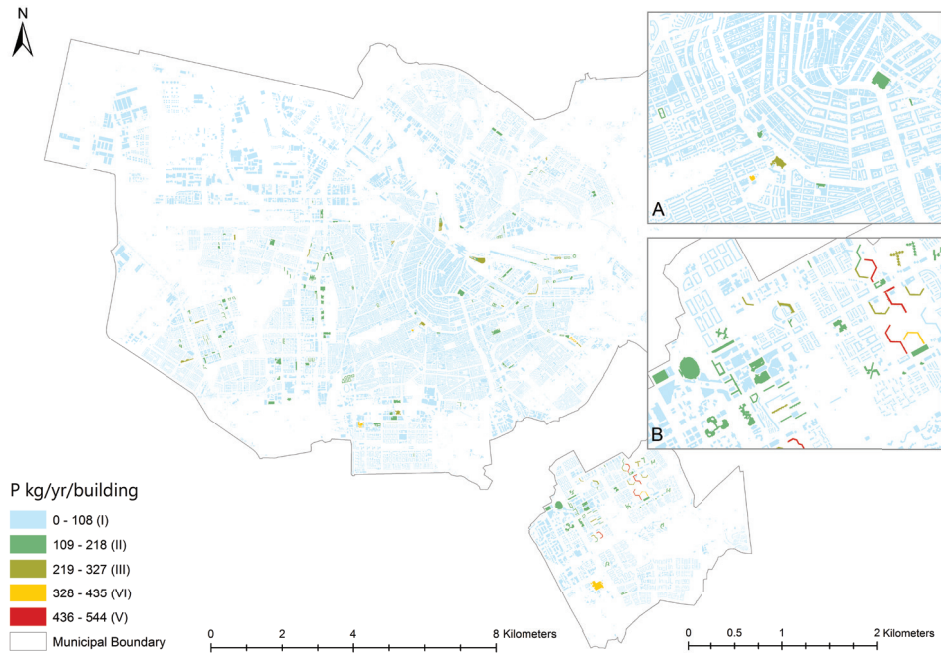 N
A
B
P kg/yr/building
0 - 108 (I)
109 - 218 (II)
219 - 327 (III)
328 - 435 (VI)
436 - 544 (V)
Municipal Boundary
0 2 4 8 Kilometers
0 0.5 1 2 Kilometers